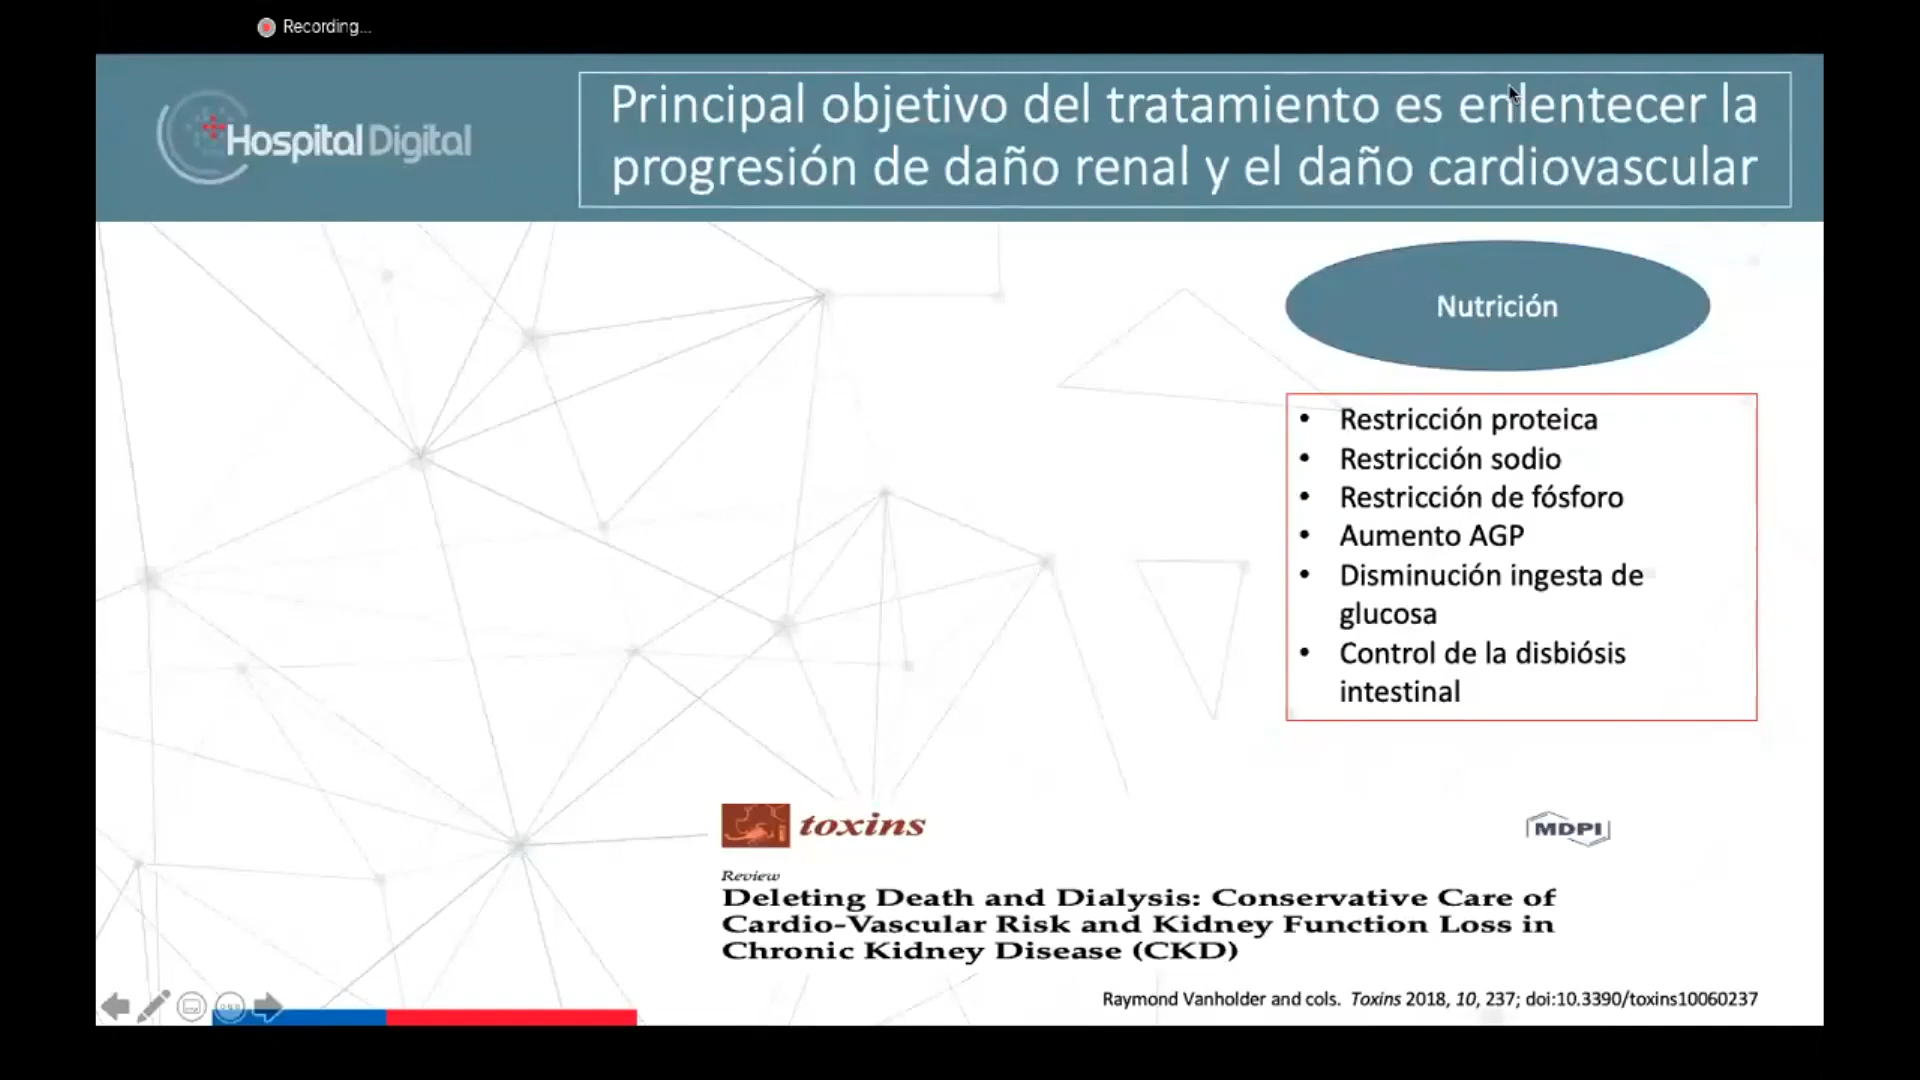 Recording...
Hospital Digital
Principal objetivo del tratamiento es enlentecer la
progresión de daño renal y el daño cardiovascular
Nutrición
• Restricción proteica
• Restricción sodio
• Restricción de fósforo
• Aumento AGP
• Disminución ingesta de
glucosa
• Control de la disbiósis
intestinal
toxins
MDPI
Review
Deleting Death and Dialysis: Conservative Care of
Cardio-Vascular Risk and Kidney Function Loss in
Chronic Kidney Disease (CKD)
Raymond Vanholder and cols. Toxins 2018, 10, 237; doi:10.3390/toxins10060237